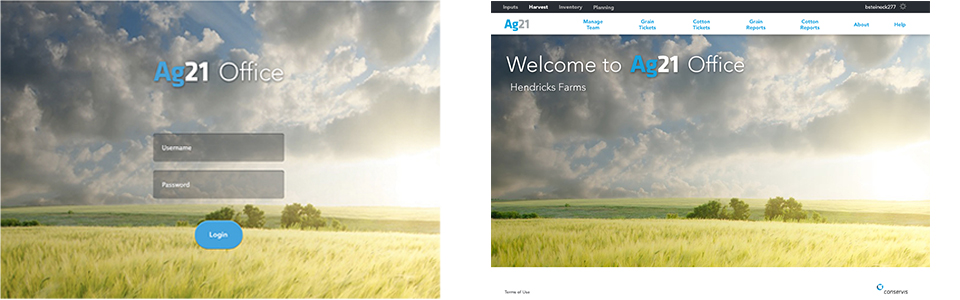 Ag21 Office
Username
Password
Login
Inputs Harvest Inventory Planning bsteineck277
Ag21 Manage Team Grain Tickets Cotton Tickets Grain Reports Cotton Reports About Help
Welcome to Ag21 Office
Hendricks Farms
Terms of Use conservis